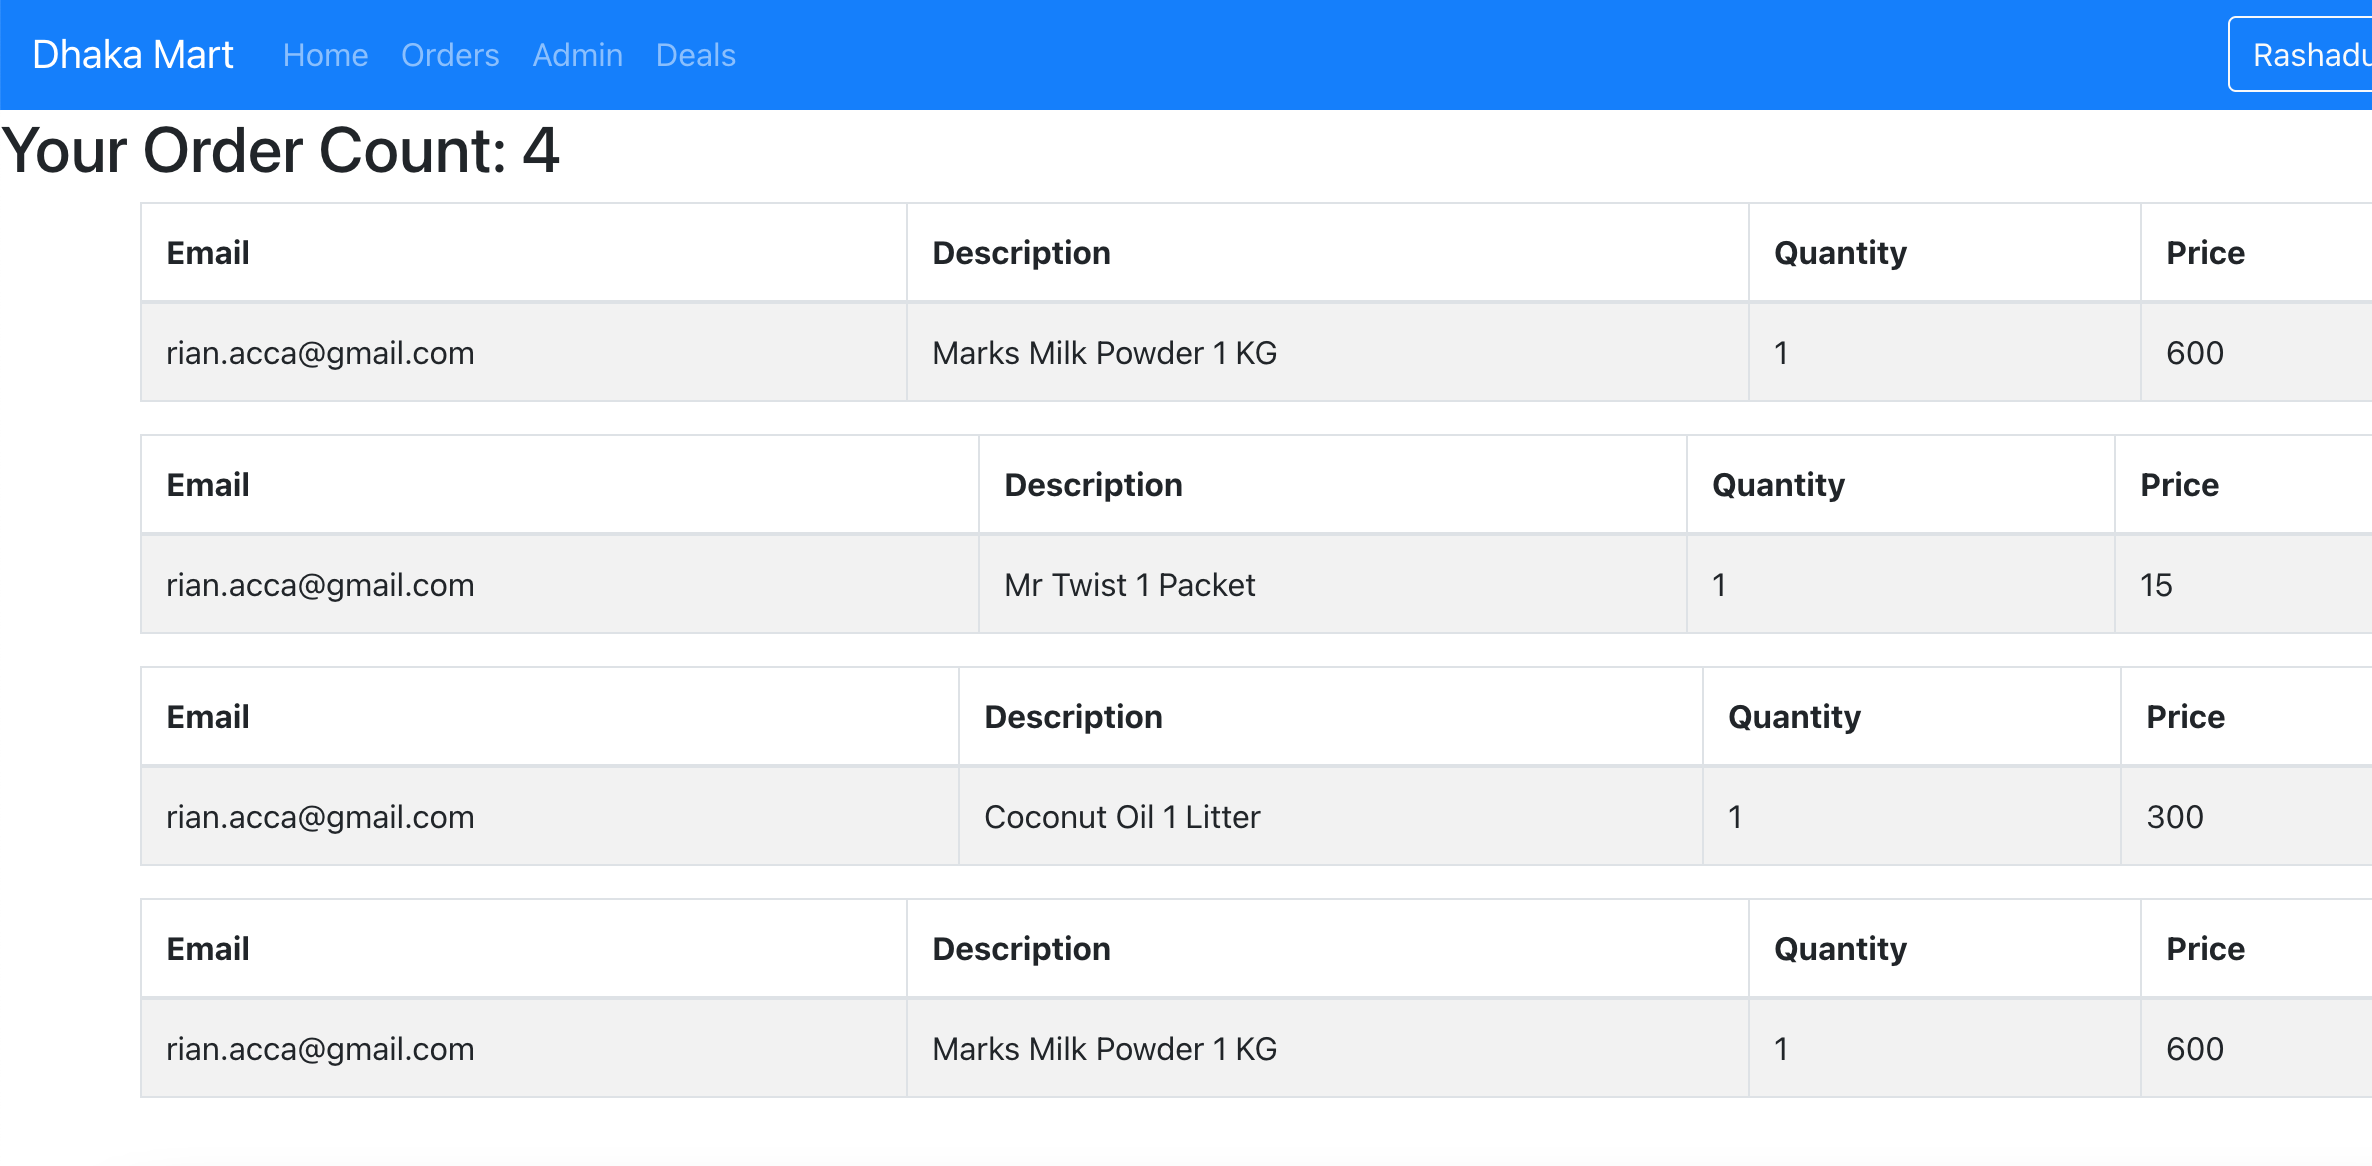 Dhaka Mart Home Orders Admin Deals
Your Order Count: 4
Email Description Quantity Price
rian.acca@gmail.com Marks Milk Powder 1 KG 1 600
Email Description Quantity Price
rian.acca@gmail.com Mr Twist 1 Packet 1 15
Email Description Quantity Price
rian.acca@gmail.com Coconut Oil 1 Litter 1 300
Email Description Quantity Price
rian.acca@gmail.com Marks Milk Powder 1 KG 1 600